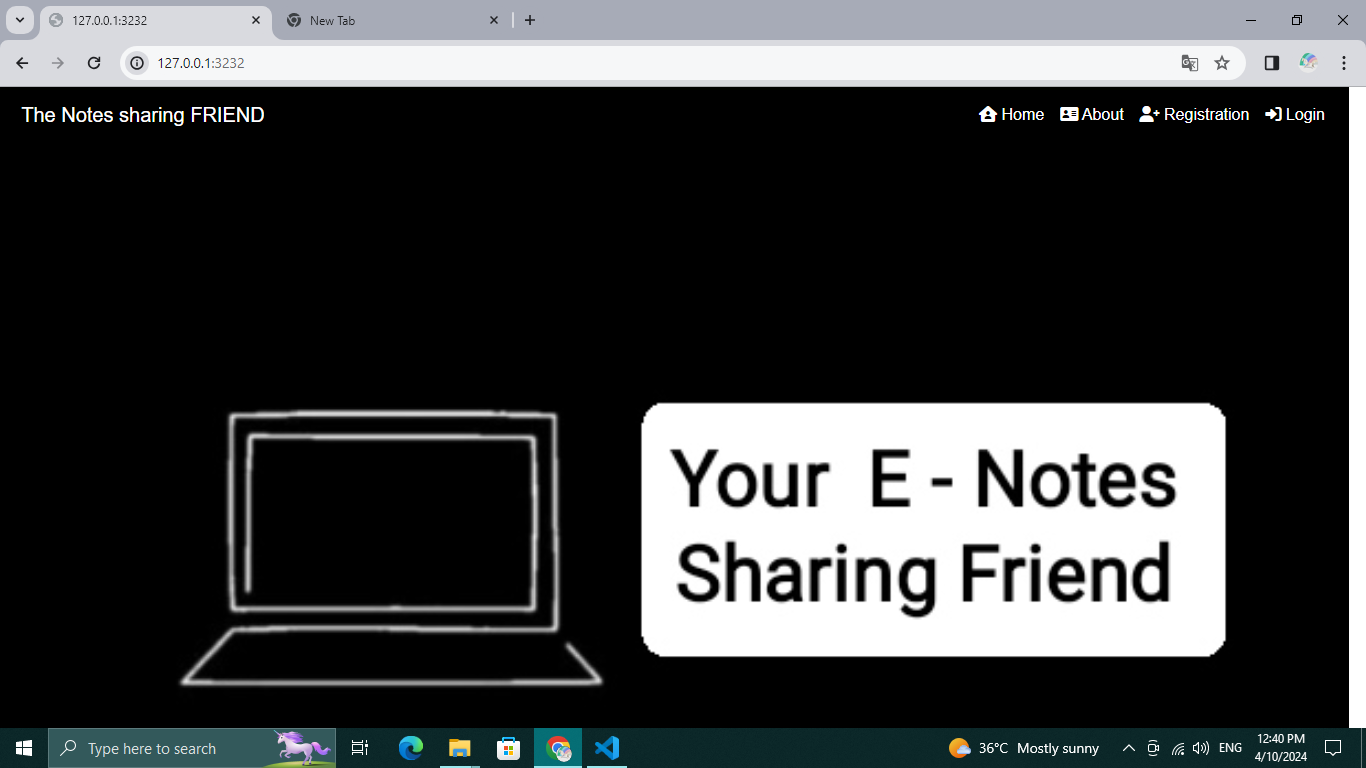 127.0.0.1:3232
New Tab
127.0.0.1:3232
The Notes sharing FRIEND
Home About Registration Login
Your E - Notes
Sharing Friend
Type here to search
36°C Mostly sunny
ENG
12:40 PM
4/10/2024